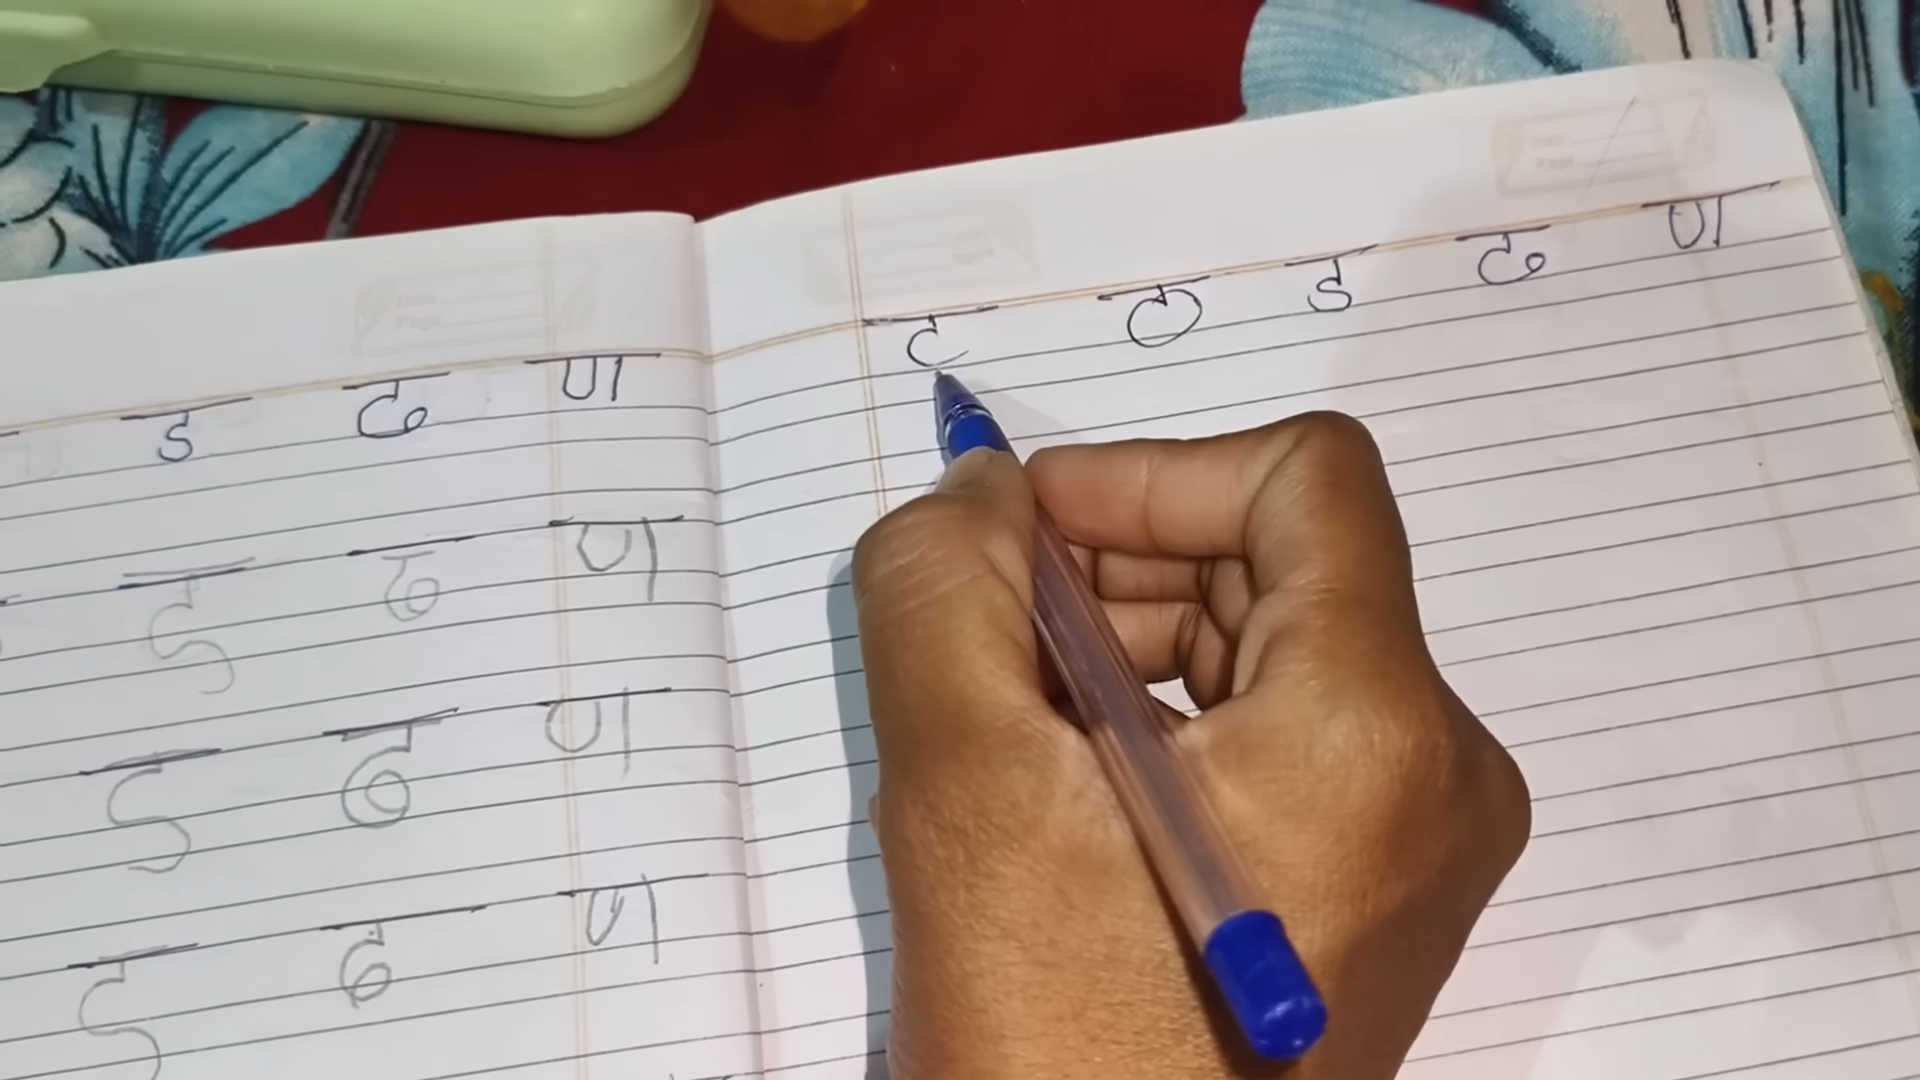 ड ढ ण
ड ढ ण
ड ढ ण
ड ढ ण
ट ठ ड ढ ण